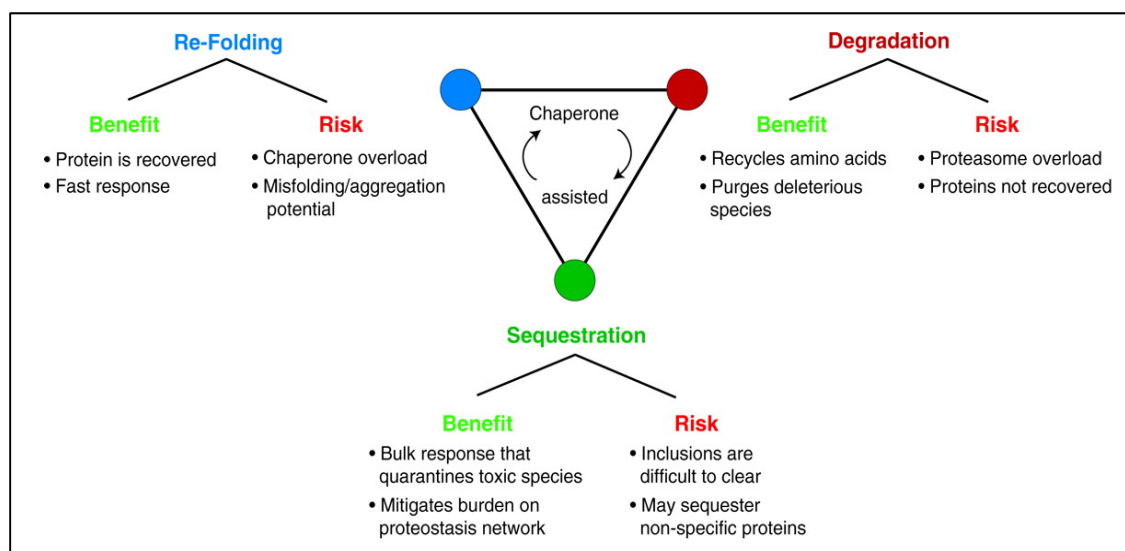 Re-Folding
Benefit
• Protein is recovered
• Fast response
Risk
• Chaperone overload
• Misfolding/aggregation
potential
Chaperone
assisted
Degradation
Benefit
• Recycles amino acids
• Purges deleterious
species
Risk
• Proteasome overload
• Proteins not recovered
Sequestration
Benefit
• Bulk response that
quarantines toxic species
• Mitigates burden on
proteostasis network
Risk
• Inclusions are
difficult to clear
• May sequester
non-specific proteins